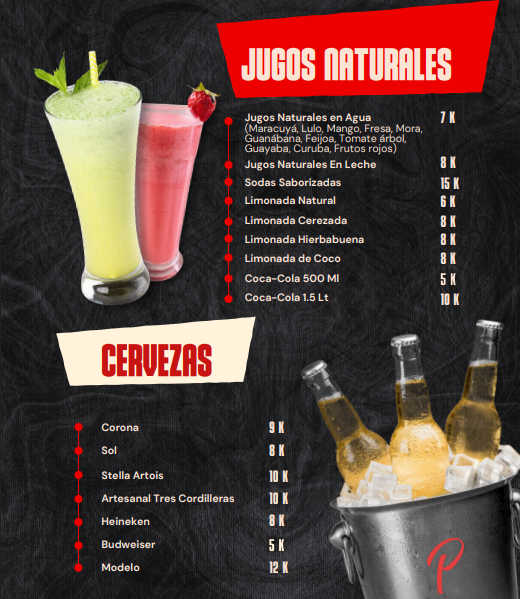 JUGOS NATURALES
Jugos Naturales en Agua 7 K
(Maracuyá, Lulo, Mango, Fresa, Mora,
Guanábana, Feijoa, Tomate árbol,
Guayaba, Curuba, Frutos rojos)
Jugos Naturales En Leche 8 K
Sodas Saborizadas 15 K
Limonada Natural 6 K
Limonada Cerezada 8 K
Limonada Hierbabuena 8 K
Limonada de Coco 8 K
Coca-Cola 500 Ml 5 K
Coca-Cola 1.5 Lt 10 K
CERVEZAS
Corona 9 K
Sol 8 K
Stella Artois 10 K
Artesanal Tres Cordilleras 10 K
Heineken 8 K
Budweiser 5 K
Modelo 12 K
P